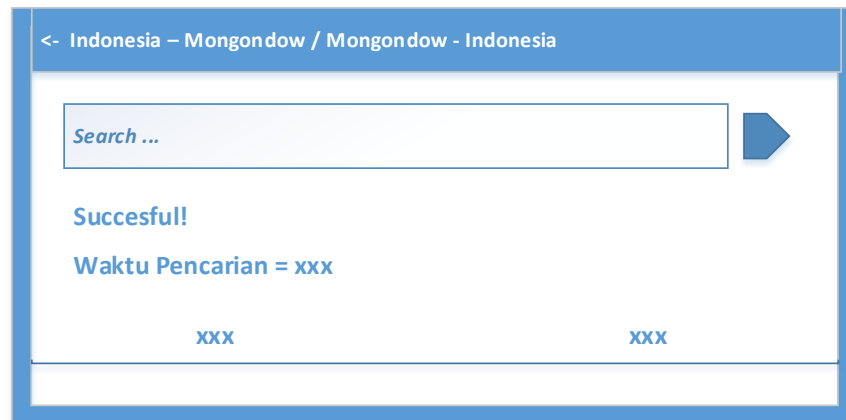 <- Indonesia – Mongondow / Mongondow - Indonesia
Search ...
Succesful!
Waktu Pencarian = xxx
xxx xxx